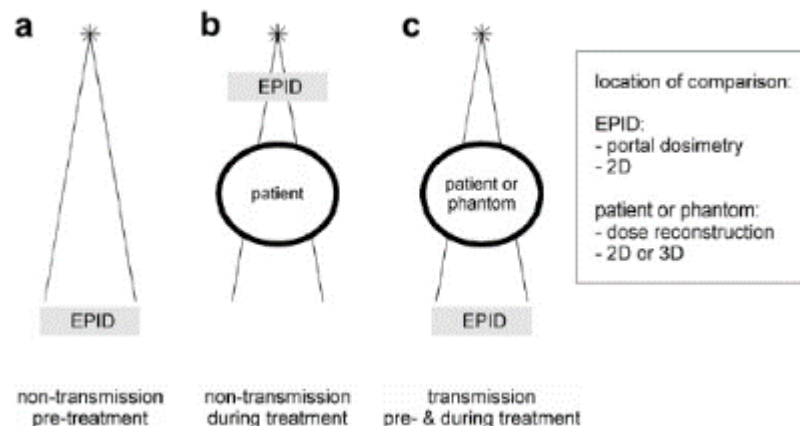 a
b
c
EPID
EPID
EPID
patient
patient or
phantom
non-transmission
pre-treatment
non-transmission
during treatment
transmission
pre- & during treatment
location of comparison:
EPID:
- portal dosimetry
- 2D
patient or phantom:
- dose reconstruction
- 2D or 3D